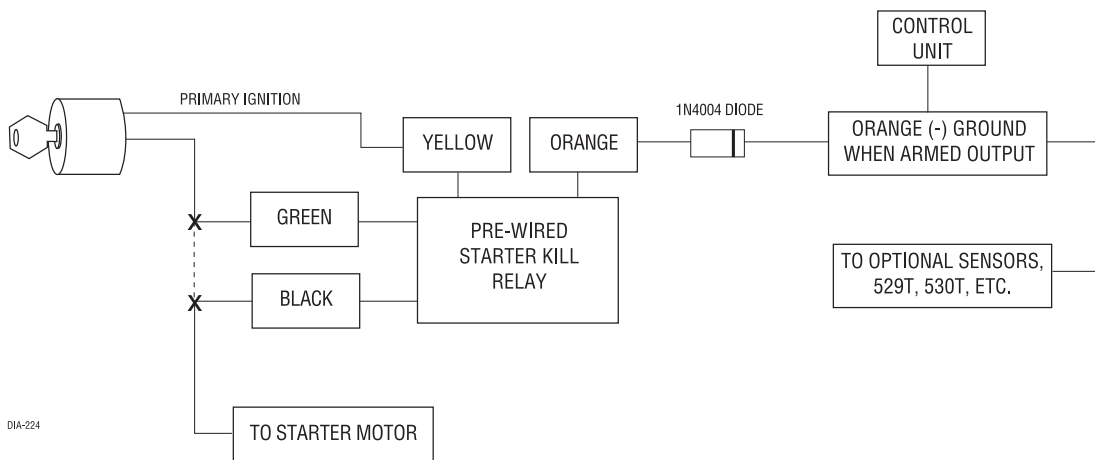 CONTROL
UNIT
PRIMARY IGNITION
1N4004 DIODE
YELLOW
ORANGE
ORANGE (-) GROUND
WHEN ARMED OUTPUT
GREEN
PRE-WIRED
STARTER KILL
RELAY
TO OPTIONAL SENSORS,
529T, 530T, ETC.
BLACK
DIA-224
TO STARTER MOTOR